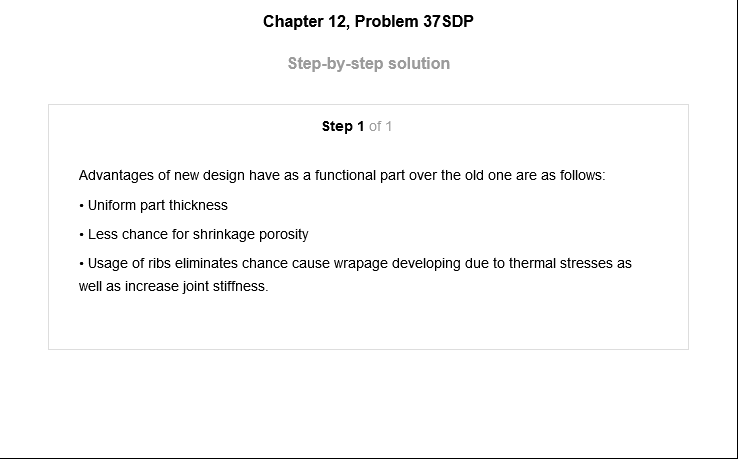 Chapter 12, Problem 37SDP
Step-by-step solution
Step 1 of 1
Advantages of new design have as a functional part over the old one are as follows:
• Uniform part thickness
• Less chance for shrinkage porosity
• Usage of ribs eliminates chance cause wrapage developing due to thermal stresses as
well as increase joint stiffness.